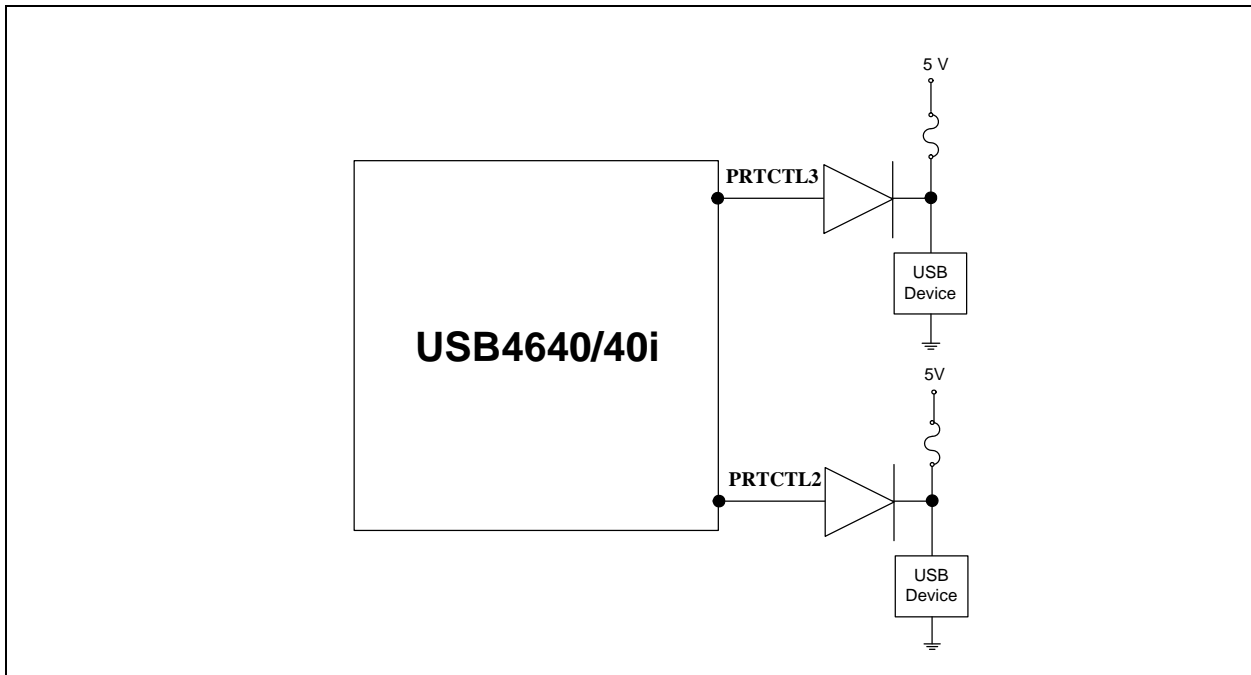 5 V
PRTCTL3
USB
Device
USB4640/40i
5V
PRTCTL2
USB
Device